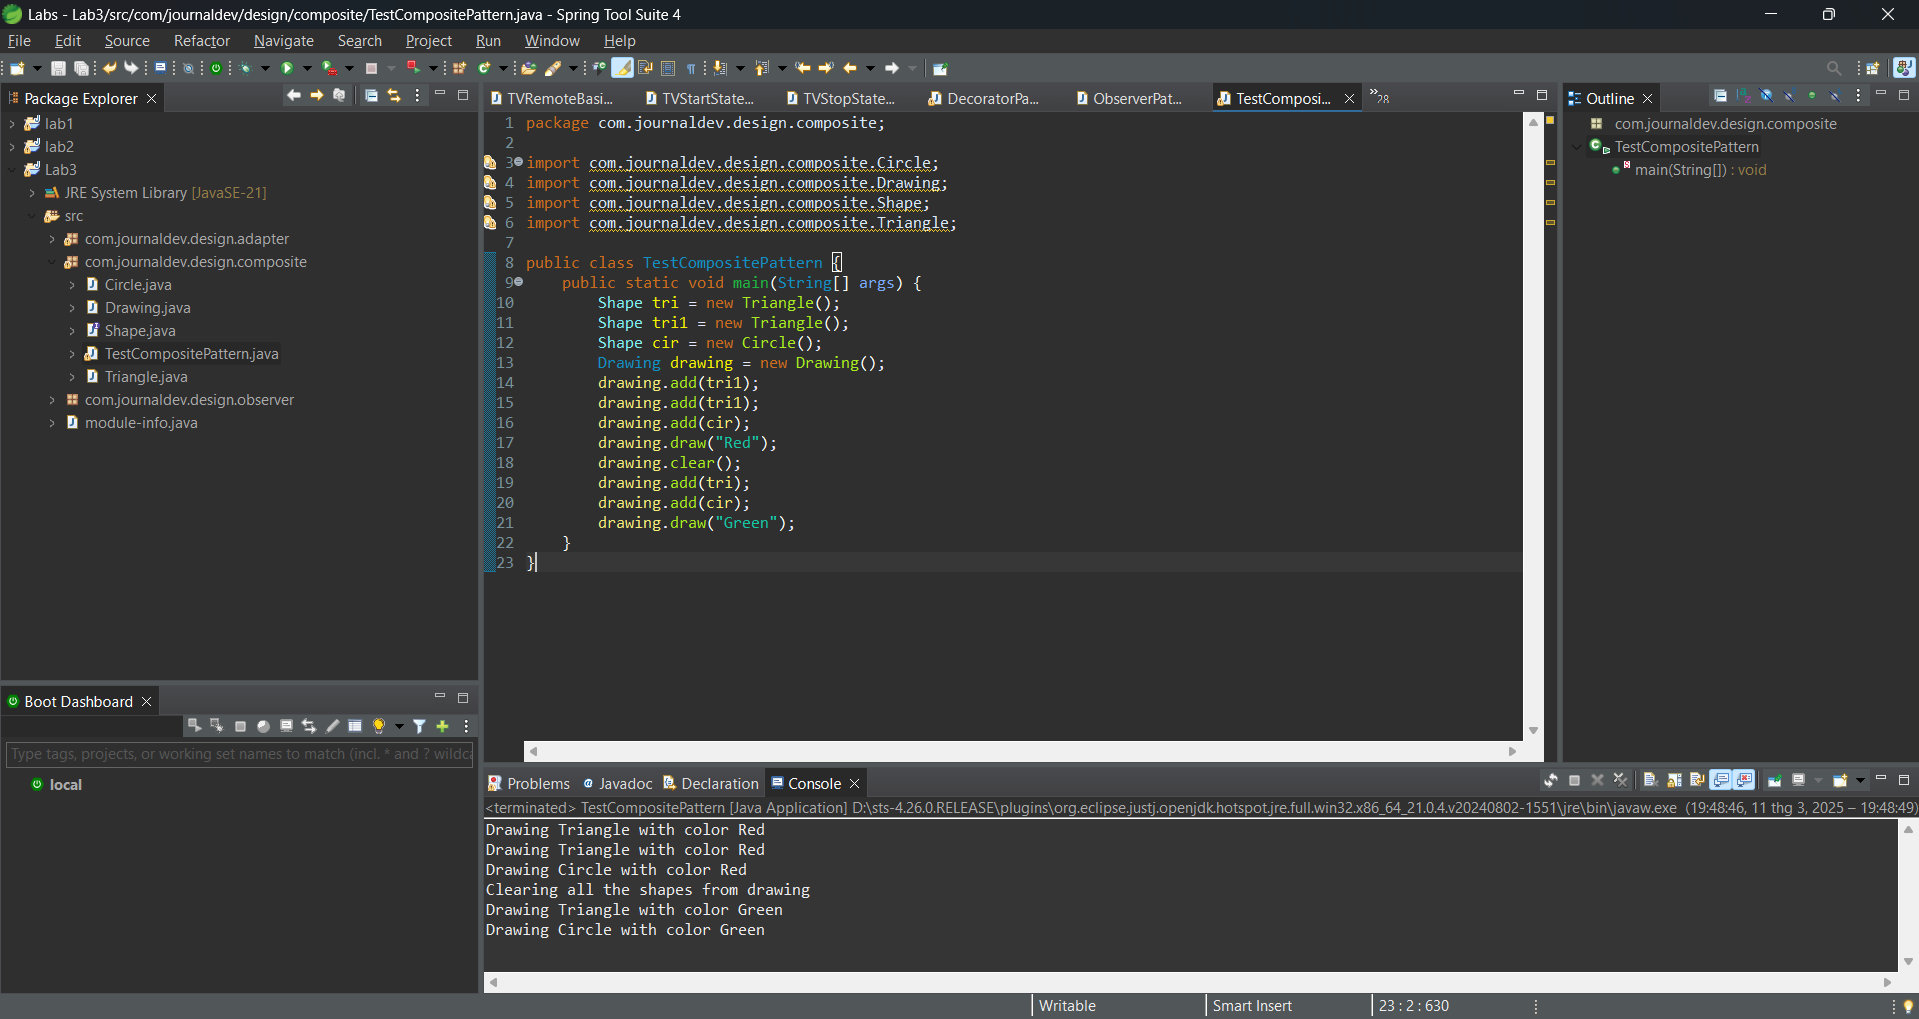 Labs - Lab3/src/com/journaldev/design/composite/TestCompositePattern.java - Spring Tool Suite 4
File Edit Source Refactor Navigate Search Project Run Window Help
Package Explorer
lab1
lab2
Lab3
JRE System Library [JavaSE-21]
src
com.journaldev.design.adapter
com.journaldev.design.composite
Circle.java
Drawing.java
Shape.java
TestCompositePattern.java
Triangle.java
com.journaldev.design.observer
module-info.java
Boot Dashboard
Type tags, projects, or working set names to match (incl. * and ? wildca
local
TVRemoteBasi... TVStartState... TVStopState... DecoratorPa... ObserverPat... TestComposi... »28
1 package com.journaldev.design.composite;
2
3 import com.journaldev.design.composite.Circle;
4 import com.journaldev.design.composite.Drawing;
5 import com.journaldev.design.composite.Shape;
6 import com.journaldev.design.composite.Triangle;
7
8 public class TestCompositePattern {
9 public static void main(String[] args) {
10 Shape tri = new Triangle();
11 Shape tri1 = new Triangle();
12 Shape cir = new Circle();
13 Drawing drawing = new Drawing();
14 drawing.add(tri1);
15 drawing.add(tri1);
16 drawing.add(cir);
17 drawing.draw("Red");
18 drawing.clear();
19 drawing.add(tri);
20 drawing.add(cir);
21 drawing.draw("Green");
22 }
23 }
Outline
com.journaldev.design.composite
TestCompositePattern
main(String[]) : void
Problems Javadoc Declaration Console
<terminated> TestCompositePattern [Java Application] D:\sts-4.26.0.RELEASE\plugins\org.eclipse.justj.openjdk.hotspot.jre.full.win32.x86_64_21.0.4.v20240802-1551\jre\bin\javaw.exe (19:48:46, 11 thg 3, 2025 – 19:48:49)
Drawing Triangle with color Red
Drawing Triangle with color Red
Drawing Circle with color Red
Clearing all the shapes from drawing
Drawing Triangle with color Green
Drawing Circle with color Green
Writable Smart Insert 23 : 2 : 630